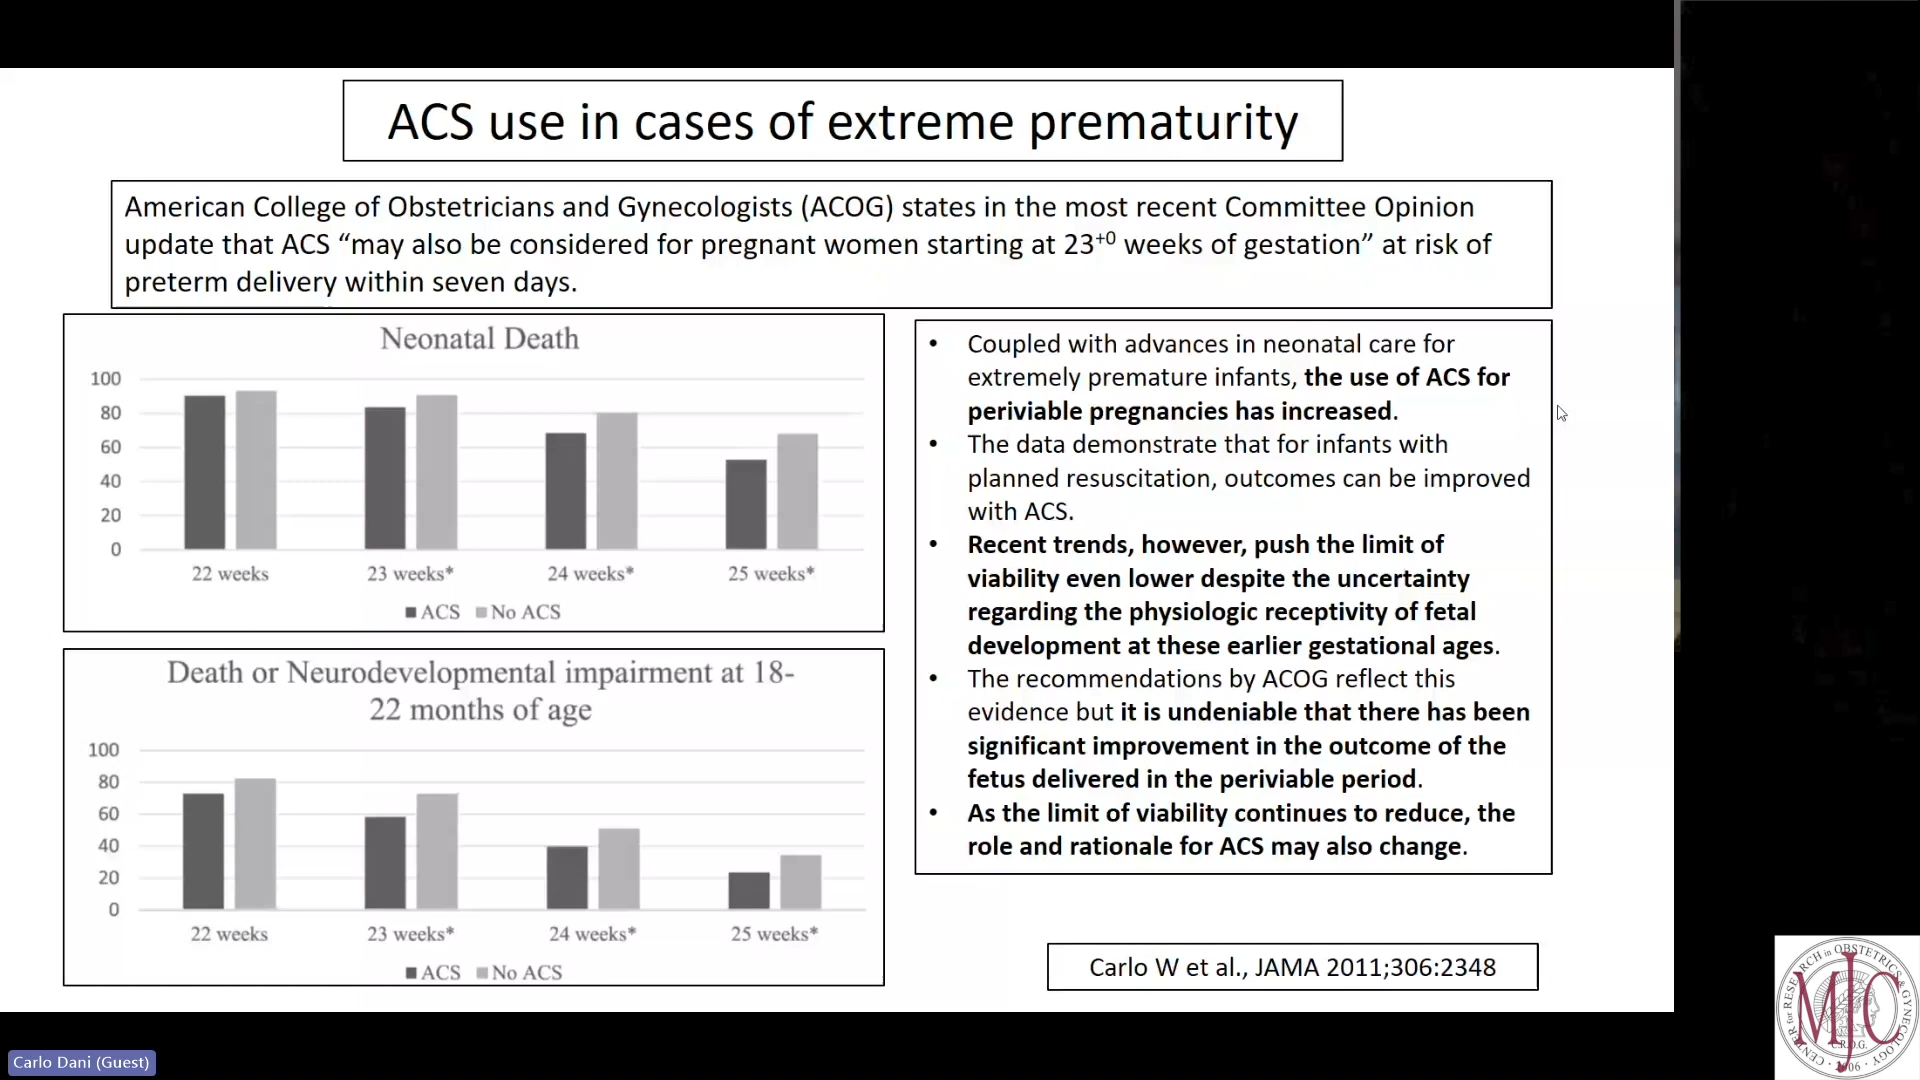 ACS use in cases of extreme prematurity
American College of Obstetricians and Gynecologists (ACOG) states in the most recent Committee Opinion
update that ACS “may also be considered for pregnant women starting at 23⁺⁰ weeks of gestation” at risk of
preterm delivery within seven days.
Neonatal Death
100
80
60
40
20
0
22 weeks 23 weeks* 24 weeks* 25 weeks*
ACS No ACS
Death or Neurodevelopmental impairment at 18-
22 months of age
100
80
60
40
20
0
22 weeks 23 weeks* 24 weeks* 25 weeks*
ACS No ACS
• Coupled with advances in neonatal care for
extremely premature infants, the use of ACS for
periviable pregnancies has increased.
• The data demonstrate that for infants with
planned resuscitation, outcomes can be improved
with ACS.
• Recent trends, however, push the limit of
viability even lower despite the uncertainty
regarding the physiologic receptivity of fetal
development at these earlier gestational ages.
• The recommendations by ACOG reflect this
evidence but it is undeniable that there has been
significant improvement in the outcome of the
fetus delivered in the periviable period.
• As the limit of viability continues to reduce, the
role and rationale for ACS may also change.
Carlo W et al., JAMA 2011;306:2348
Carlo Dani (Guest)
CENTER for RESEARCH in OBSTETRICS & GYNECOLOGY
MJC
C.R.O.G.
2006